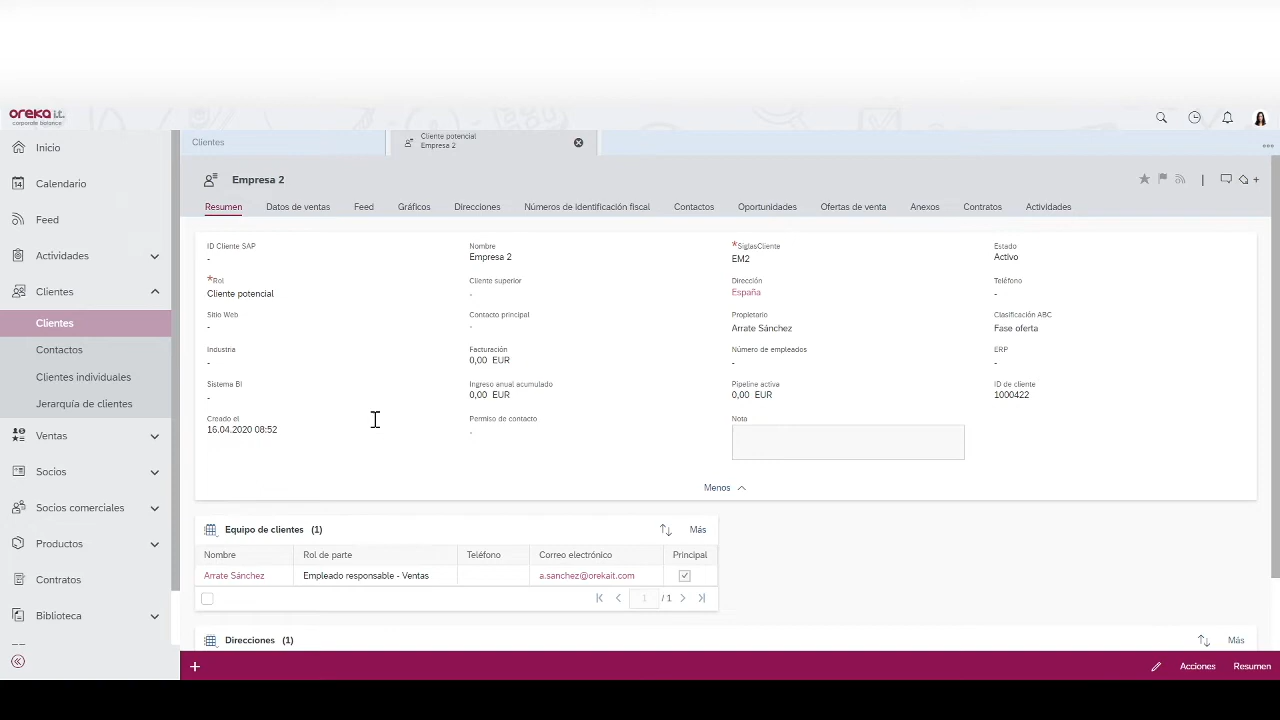 oreka i.t.
corporate balance
Inicio
14 Calendario
Feed
Actividades
Clientes
Clientes
Contactos
Clientes individuales
Jerarquía de clientes
Ventas
Socios
Socios comerciales
Productos
Contratos
Biblioteca
Clientes
Cliente potencial
Empresa 2
Empresa 2
Resumen Datos de ventas Feed Gráficos Direcciones Números de identificación fiscal Contactos Oportunidades Ofertas de venta Anexos Contratos Actividades
ID Cliente SAP Nombre *SiglasCliente Estado
- Empresa 2 EM2 Activo
*Rol Cliente superior Dirección Teléfono
Cliente potencial - España -
Sitio Web Contacto principal Propietario Clasificación ABC
- - Arrate Sánchez Fase oferta
Industria Facturación Número de empleados ERP
- 0,00 EUR - -
Sistema BI Ingreso anual acumulado Pipeline activa ID de cliente
- 0,00 EUR 0,00 EUR 1000422
Creado el Permiso de contacto Nota
16.04.2020 08:52 -
Menos
Equipo de clientes (1) Más
Nombre Rol de parte Teléfono Correo electrónico Principal
Arrate Sánchez Empleado responsable - Ventas a.sanchez@orekait.com
1 / 1
Direcciones (1) Más
+ Acciones Resumen